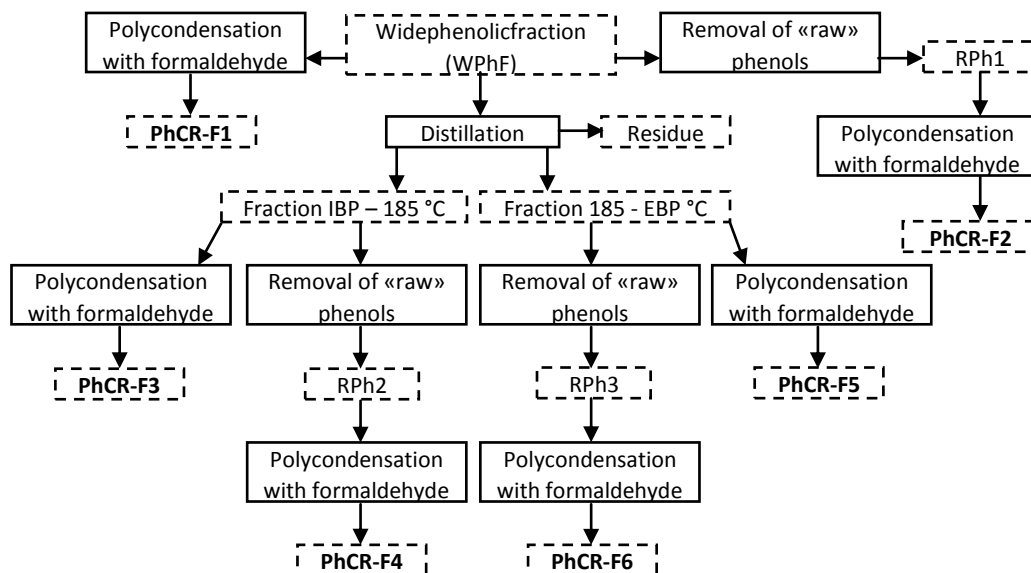 Polycondensation
with formaldehyde
Widephenolicfraction
(WPhF)
Removal of «raw»
phenols
RPh1
PhCR-F1
Distillation
Residue
Polycondensation
with formaldehyde
Fraction IBP – 185 °C
Fraction 185 - EBP °C
PhCR-F2
Polycondensation
with formaldehyde
Removal of «raw»
phenols
Removal of «raw»
phenols
Polycondensation
with formaldehyde
PhCR-F3
RPh2
RPh3
PhCR-F5
Polycondensation
with formaldehyde
Polycondensation
with formaldehyde
PhCR-F4
PhCR-F6